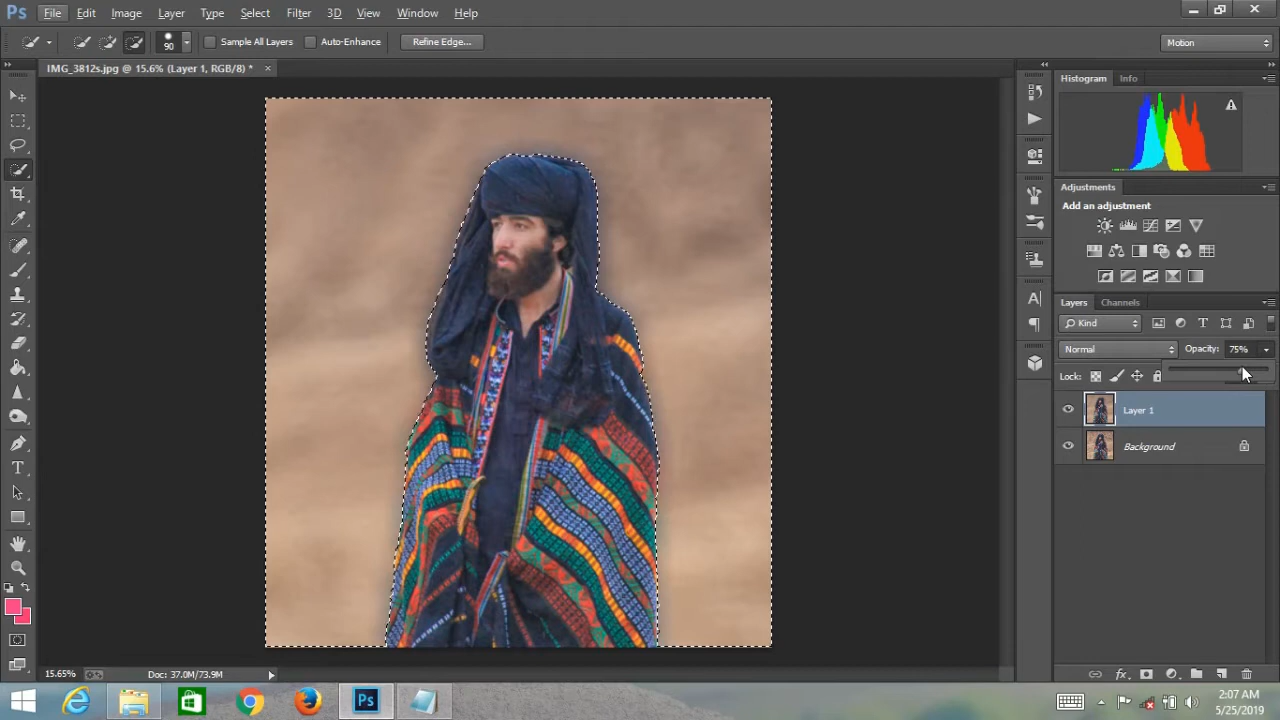 Ps File Edit Image Layer Type Select Filter 3D View Window Help
90 Sample All Layers Auto-Enhance Refine Edge... Motion
IMG_3812s.jpg @ 15.6% (Layer 1, RGB/8) * ×
Histogram Info
Adjustments
Add an adjustment
Layers Channels
Kind
Normal Opacity: 75%
Lock:
Layer 1
Background
15.65% Doc: 37.0M/73.9M
Ps 2:07 AM
5/25/2019